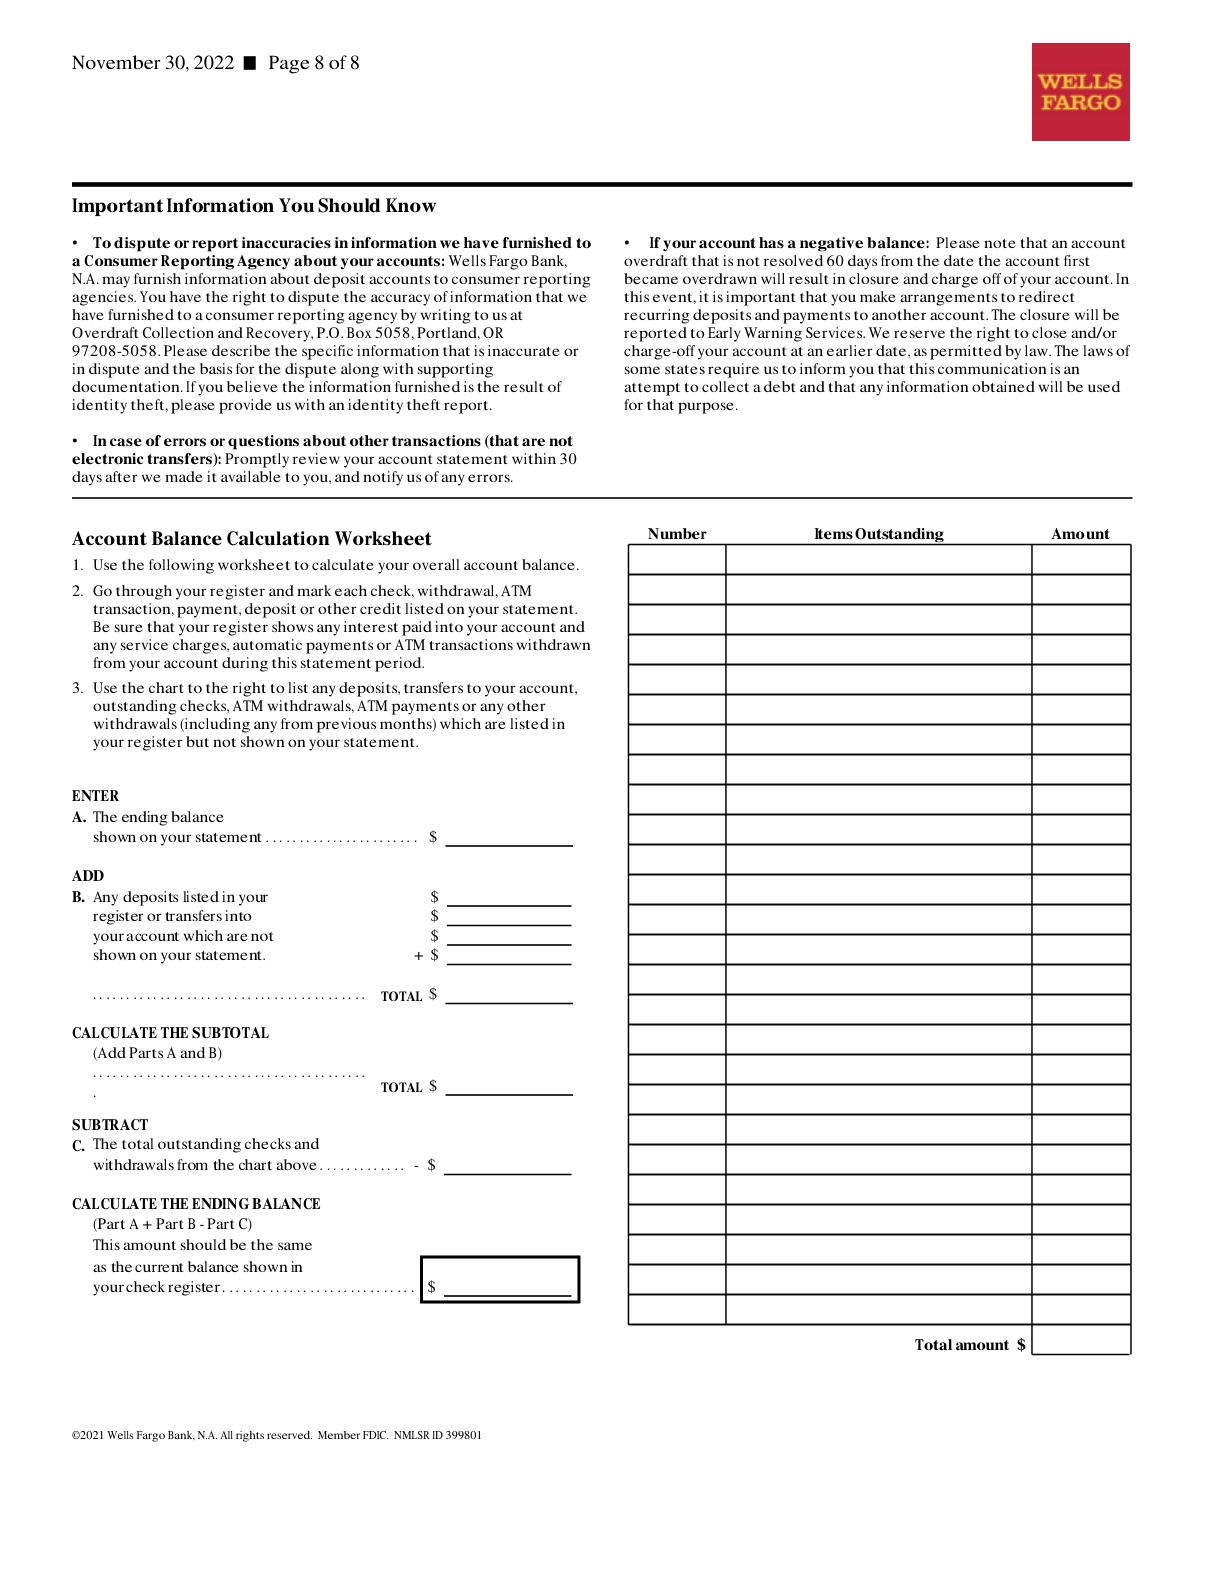 November 30, 2022 ■ Page 8 of 8
WELLS
FARGO
Important Information You Should Know
• To dispute or report inaccuracies in information we have furnished to
a Consumer Reporting Agency about your accounts: Wells Fargo Bank,
N.A. may furnish information about deposit accounts to consumer reporting
agencies. You have the right to dispute the accuracy of information that we
have furnished to a consumer reporting agency by writing to us at
Overdraft Collection and Recovery, P.O. Box 5058, Portland, OR
97208-5058. Please describe the specific information that is inaccurate or
in dispute and the basis for the dispute along with supporting
documentation. If you believe the information furnished is the result of
identity theft, please provide us with an identity theft report.
• In case of errors or questions about other transactions (that are not
electronic transfers): Promptly review your account statement within 30
days after we made it available to you, and notify us of any errors.
• If your account has a negative balance: Please note that an account
overdraft that is not resolved 60 days from the date the account first
became overdrawn will result in closure and charge off of your account. In
this event, it is important that you make arrangements to redirect
recurring deposits and payments to another account. The closure will be
reported to Early Warning Services. We reserve the right to close and/or
charge-off your account at an earlier date, as permitted by law. The laws of
some states require us to inform you that this communication is an
attempt to collect a debt and that any information obtained will be used
for that purpose.
Account Balance Calculation Worksheet
1. Use the following worksheet to calculate your overall account balance.
2. Go through your register and mark each check, withdrawal, ATM
transaction, payment, deposit or other credit listed on your statement.
Be sure that your register shows any interest paid into your account and
any service charges, automatic payments or ATM transactions withdrawn
from your account during this statement period.
3. Use the chart to the right to list any deposits, transfers to your account,
outstanding checks, ATM withdrawals, ATM payments or any other
withdrawals (including any from previous months) which are listed in
your register but not shown on your statement.
ENTER
A. The ending balance
shown on your statement . . . . . . . . . . . . . . . . . . . . . . $
ADD
B. Any deposits listed in your $
register or transfers into $
your account which are not $
shown on your statement. + $
. . . . . . . . . . . . . . . . . . . . . . . . . . . . . . . . . . . . . . . . TOTAL $
CALCULATE THE SUBTOTAL
(Add Parts A and B)
. . . . . . . . . . . . . . . . . . . . . . . . . . . . . . . . . . . . . . . .
. TOTAL $
SUBTRACT
C. The total outstanding checks and
withdrawals from the chart above . . . . . . . . . . . . . - $
CALCULATE THE ENDING BALANCE
(Part A + Part B - Part C)
This amount should be the same
as the current balance shown in
your check register . . . . . . . . . . . . . . . . . . . . . . . . . . . . $
Number Items Outstanding Amount
Total amount $
©2021 Wells Fargo Bank, N.A. All rights reserved. Member FDIC. NMLSR ID 399801